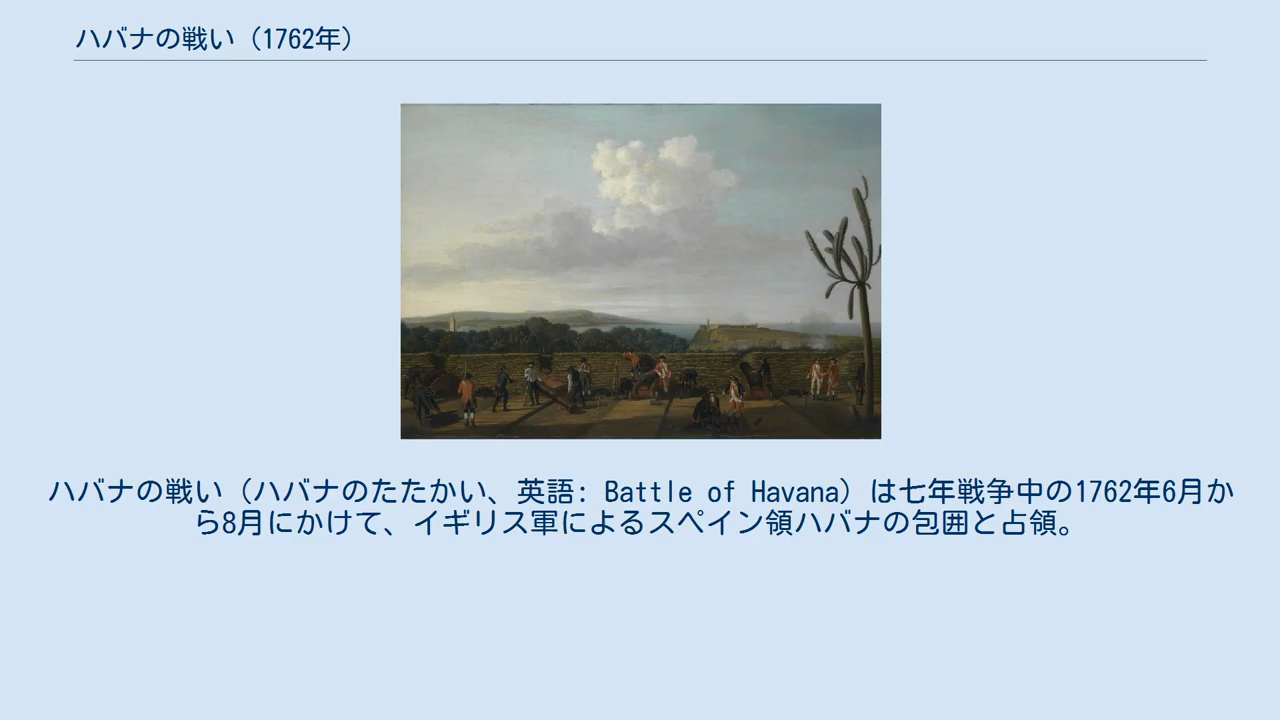 ハバナの戦い（1762年）
ハバナの戦い（ハバナのたたかい、英語: Battle of Havana）は七年戦争中の1762年6月か
ら8月にかけて、イギリス軍によるスペイン領ハバナの包囲と占領。